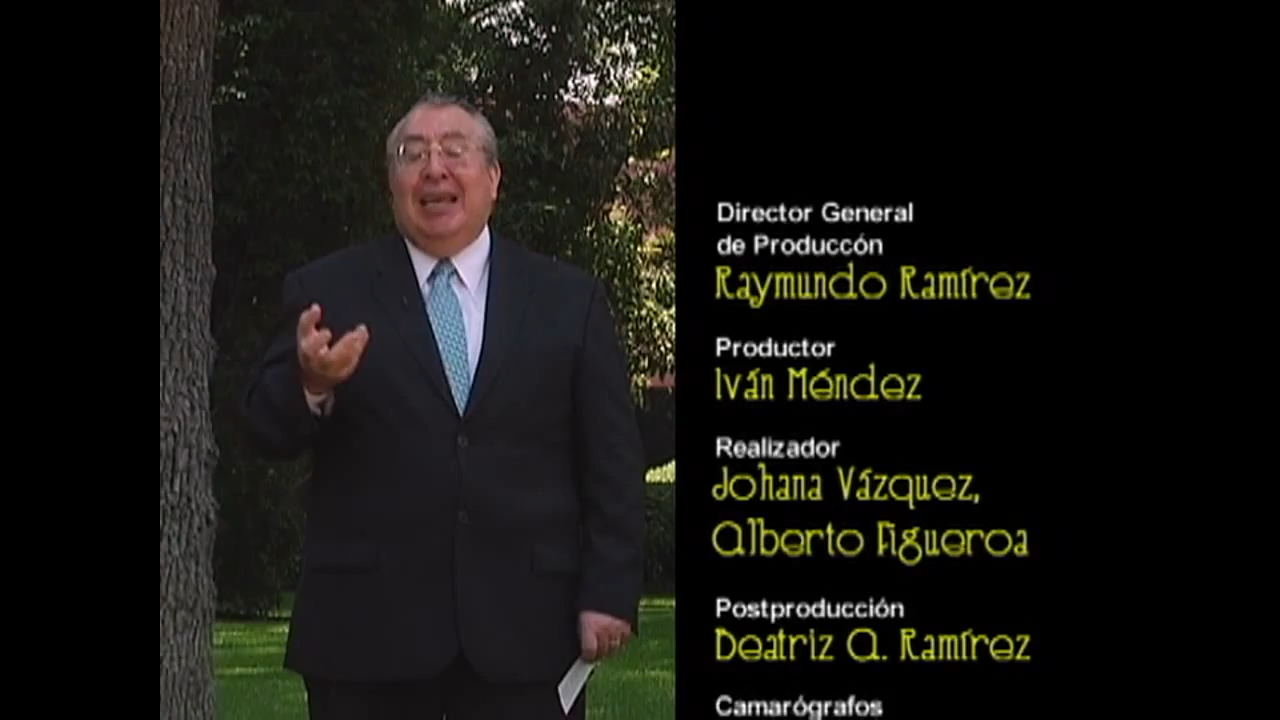 Director General
de Produccón
Raymundo Ramírez
Productor
Iván Méndez
Realizador
Johana Vázquez,
Alberto Figueroa
Postproducción
Beatriz A. Ramírez
Camarógrafos